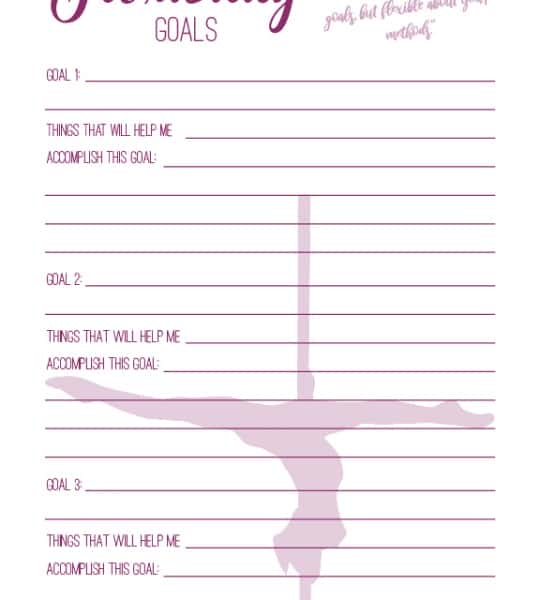 GOALS
goals, but flexible about your
methods"
GOAL 1:
THINGS THAT WILL HELP ME
ACCOMPLISH THIS GOAL:
GOAL 2:
THINGS THAT WILL HELP ME
ACCOMPLISH THIS GOAL:
GOAL 3:
THINGS THAT WILL HELP ME
ACCOMPLISH THIS GOAL: